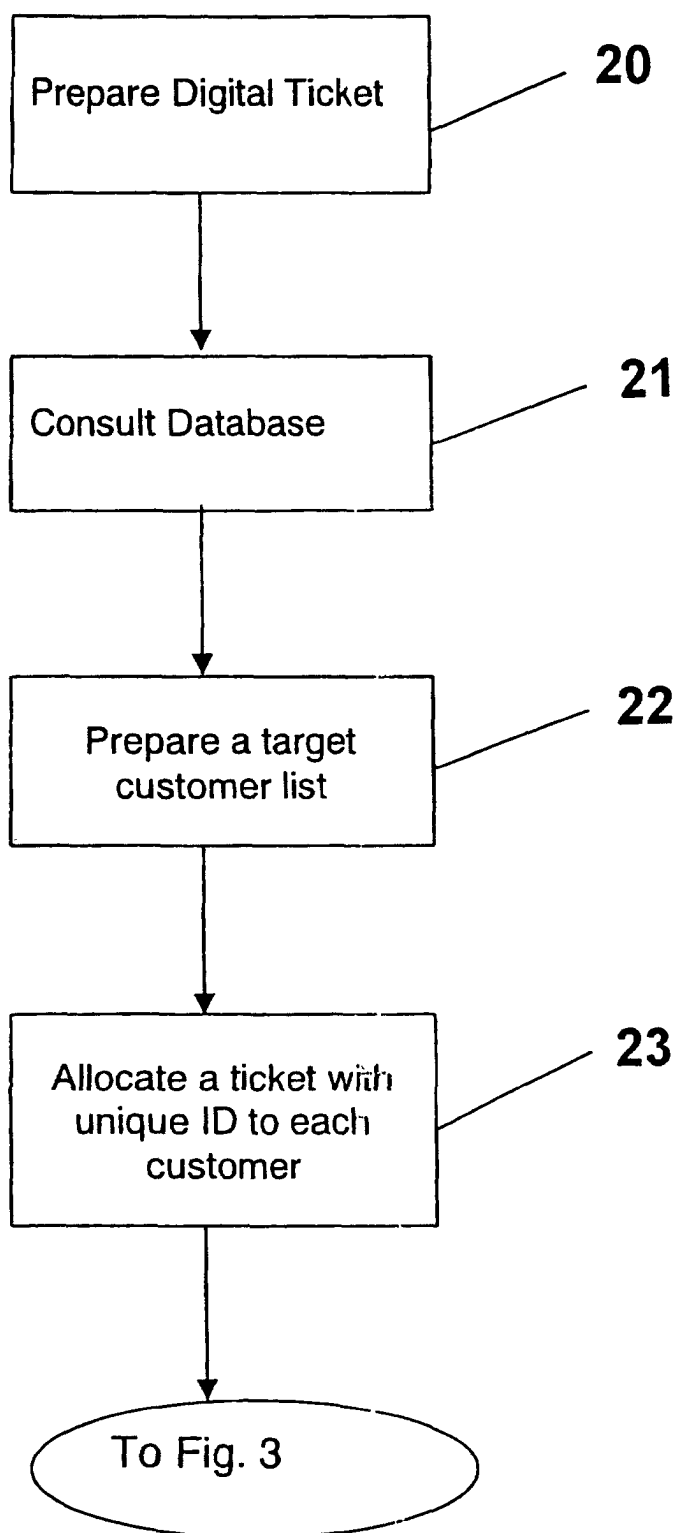 Prepare Digital Ticket
20
Consult Database
21
Prepare a target
customer list
22
Allocate a ticket with
unique ID to each
customer
23
To Fig. 3